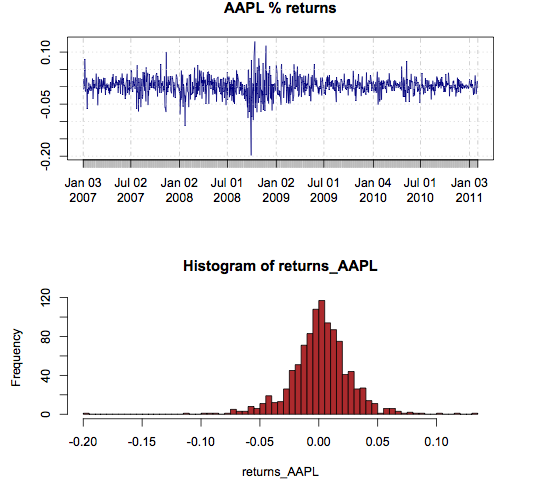 AAPL % returns
0.10
-0.05
-0.20
Jan 03 Jul 02 Jan 02 Jul 01 Jan 02 Jul 01 Jan 04 Jul 01 Jan 03
2007 2007 2008 2008 2009 2009 2010 2010 2011
Histogram of returns_AAPL
Frequency
120
80
40
0
-0.20 -0.15 -0.10 -0.05 0.00 0.05 0.10
returns_AAPL